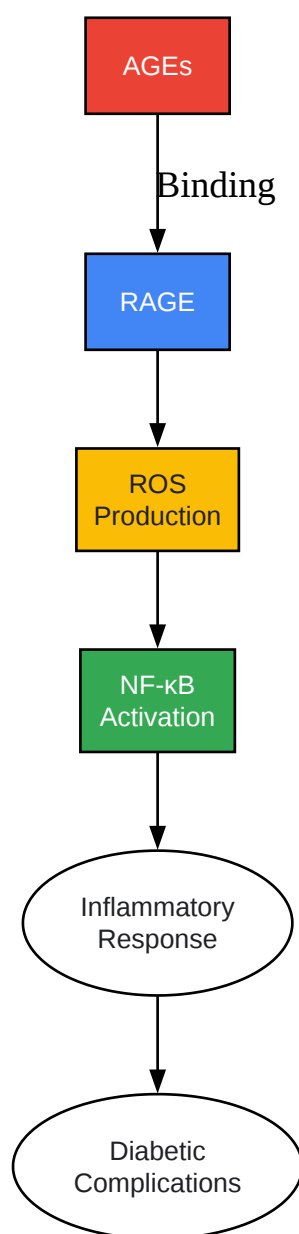 AGEs
Binding
RAGE
ROS
Production
NF-κB
Activation
Inflammatory
Response
Diabetic
Complications